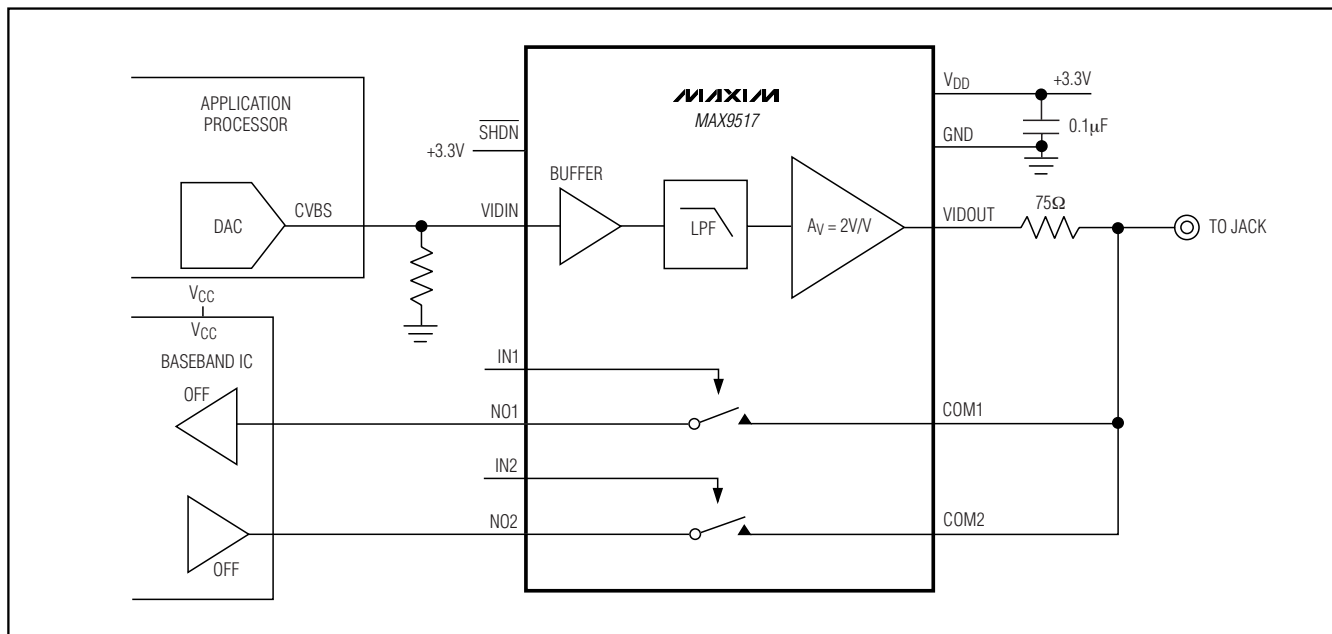 APPLICATION
PROCESSOR
DAC
CVBS
VCC
VCC
BASEBAND IC
OFF
OFF
MAXIM
MAX9517
SHDN
+3.3V
VIDIN
BUFFER
LPF
AV = 2V/V
IN1
NO1
IN2
NO2
VDD
+3.3V
0.1μF
GND
VIDOUT
75Ω
TO JACK
COM1
COM2